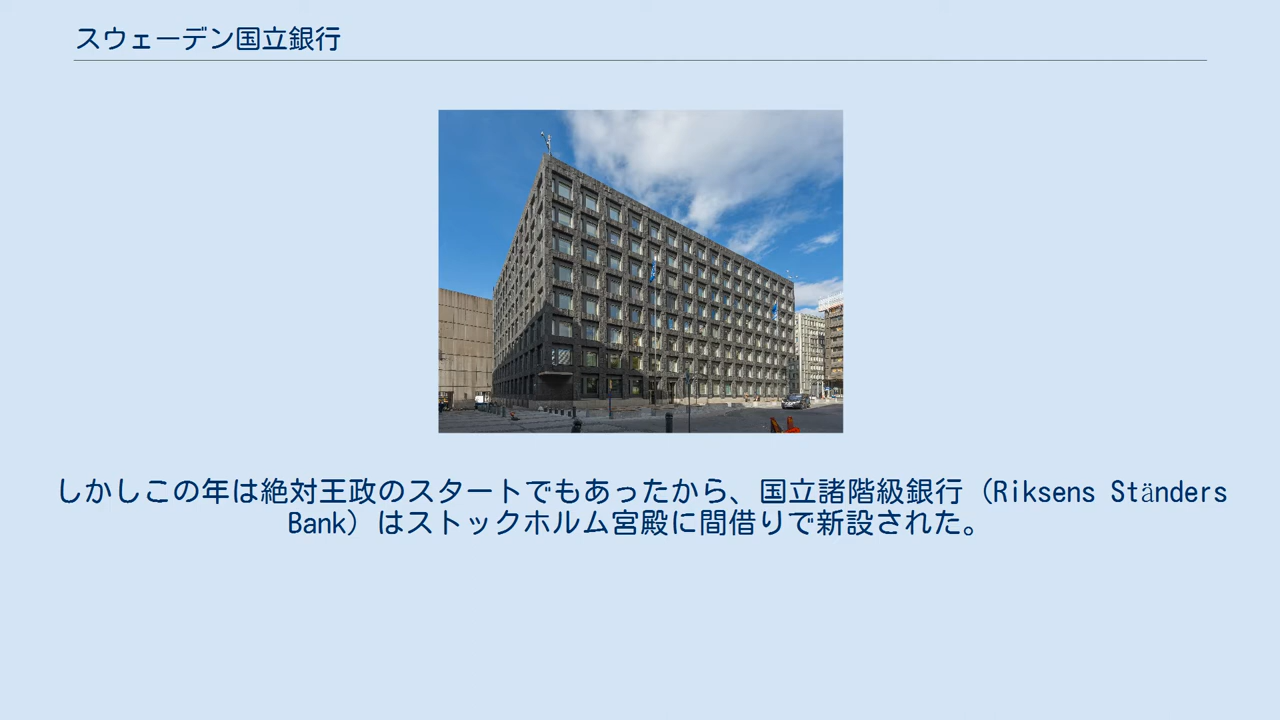 スウェーデン国立銀行
しかしこの年は絶対王政のスタートでもあったから、国立諸階級銀行（Riksens Ständers
Bank）はストックホルム宮殿に間借りで新設された。